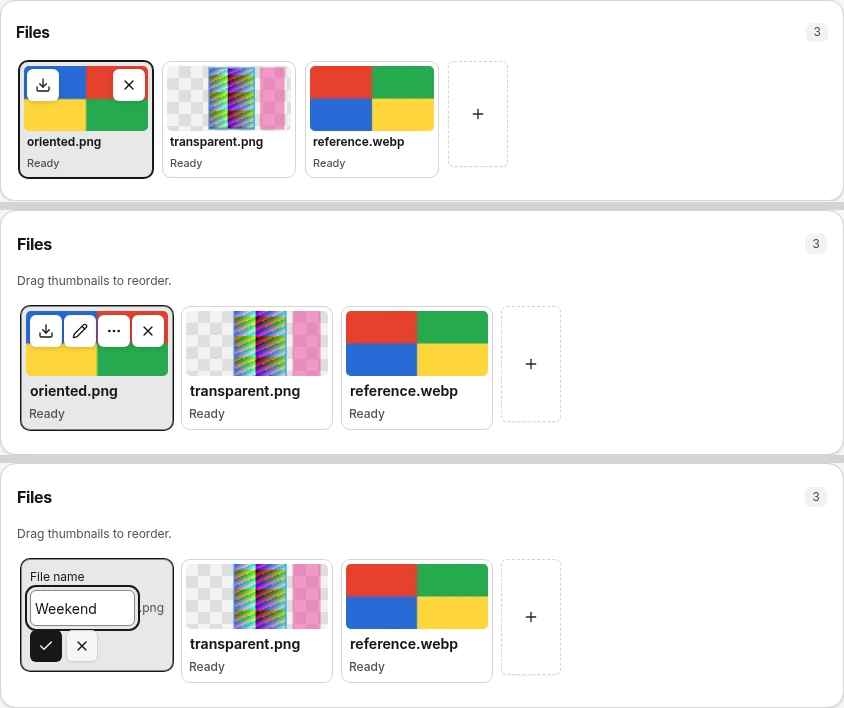 Files
3
oriented.png
transparent.png
reference.webp
Ready
Ready
Ready
Files
3
Drag thumbnails to reorder.
oriented.png
transparent.png
reference.webp
Ready
Ready
Ready
Files
3
Drag thumbnails to reorder.
File name
Weekend .png
transparent.png
reference.webp
Ready
Ready